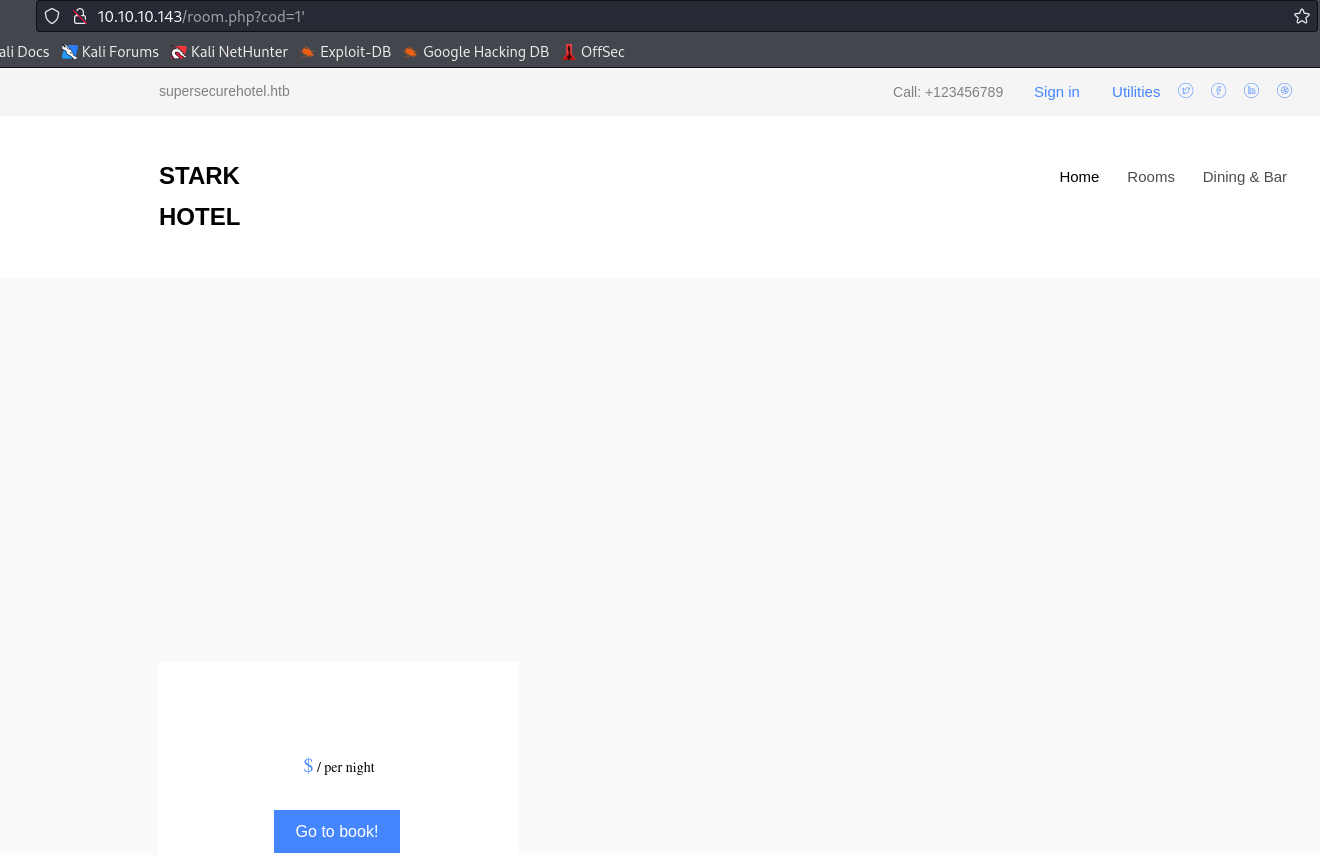 10.10.10.143/room.php?cod=1'
ali Docs Kali Forums Kali NetHunter Exploit-DB Google Hacking DB OffSec
supersecurehotel.htb Call: +123456789 Sign in Utilities
STARK
HOTEL
Home Rooms Dining & Bar
$ / per night
Go to book!